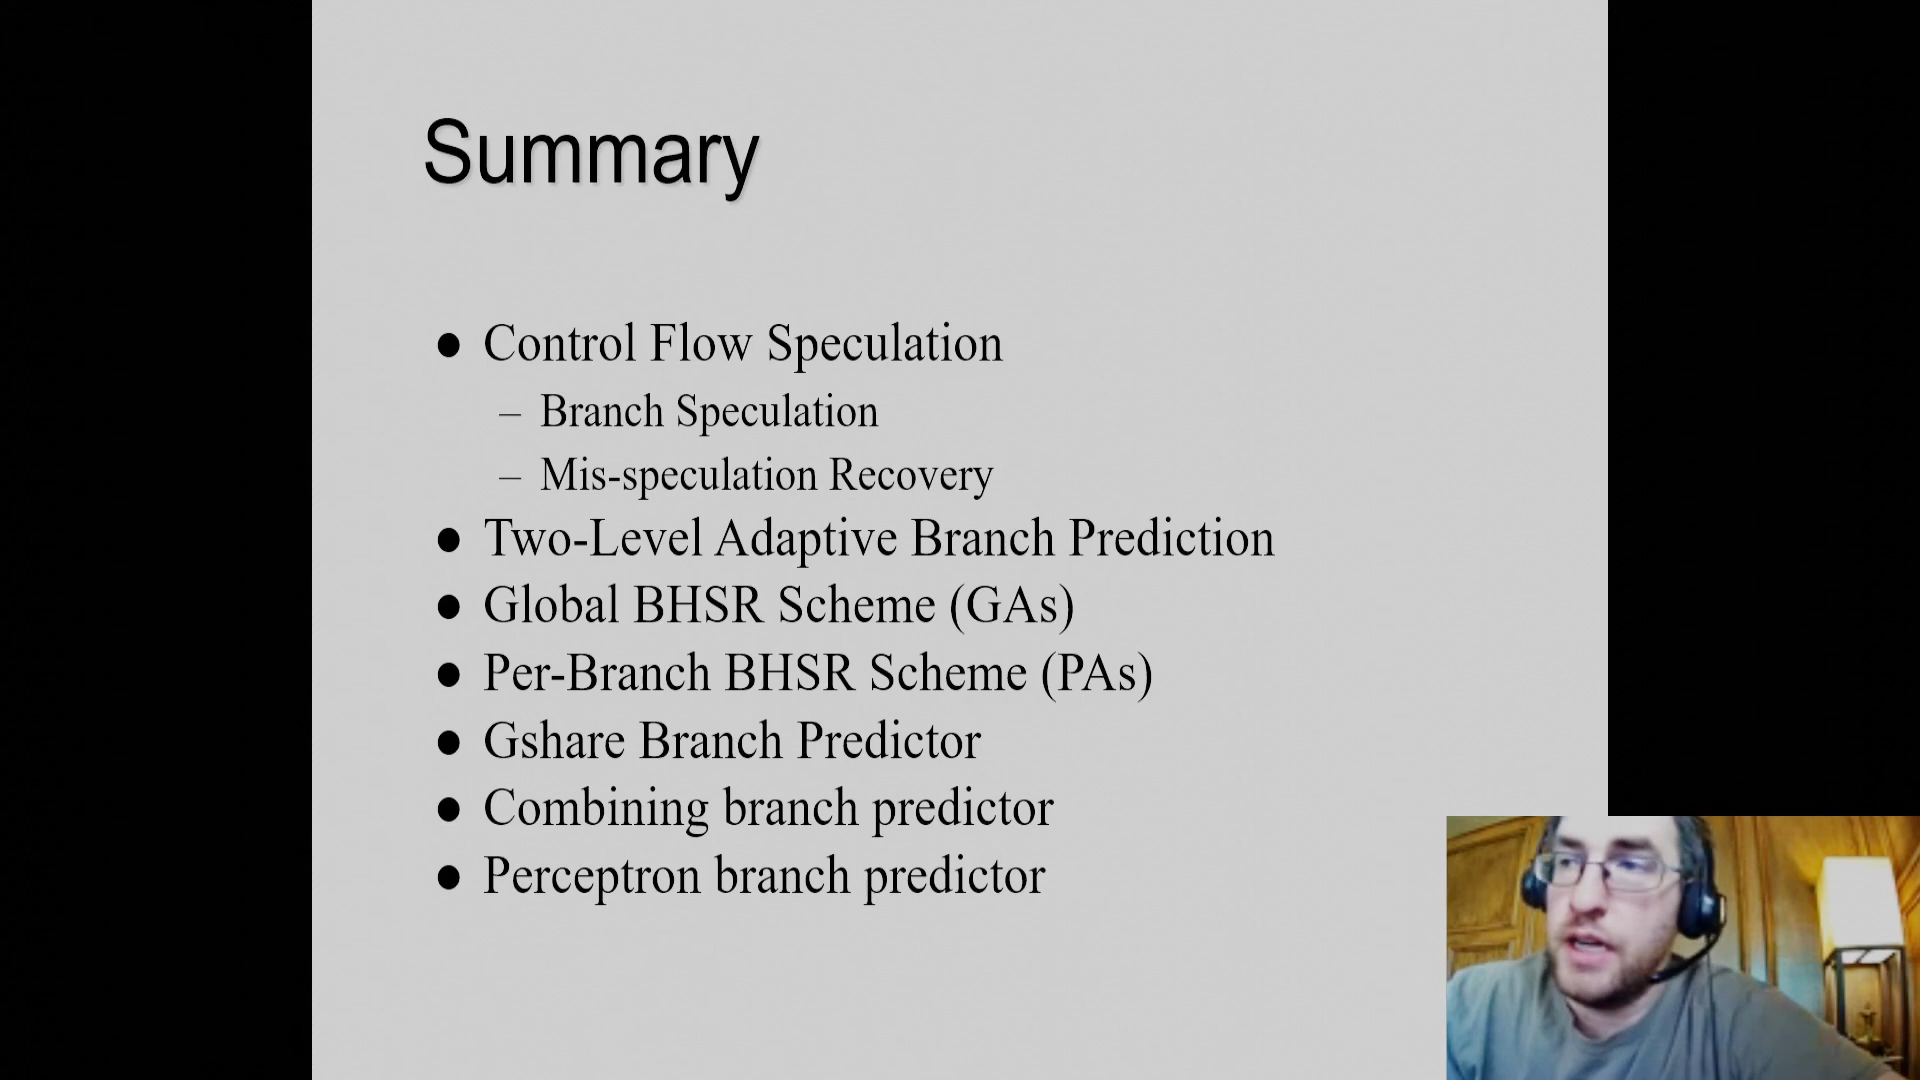 Summary
● Control Flow Speculation
– Branch Speculation
– Mis-speculation Recovery
● Two-Level Adaptive Branch Prediction
● Global BHSR Scheme (GAs)
● Per-Branch BHSR Scheme (PAs)
● Gshare Branch Predictor
● Combining branch predictor
● Perceptron branch predictor